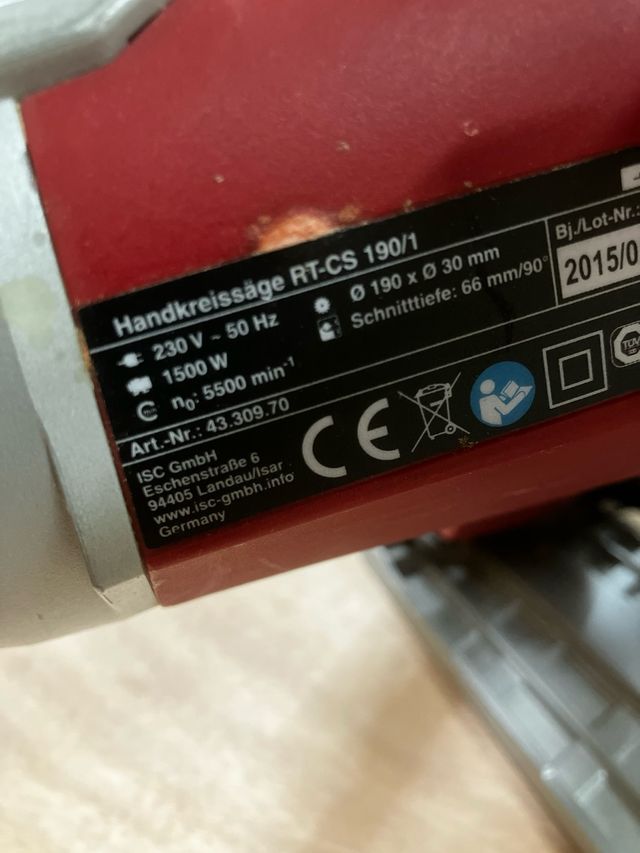 Handkreissäge RT-CS 190/1
230 V ~ 50 Hz
1500 W
n₀: 5500 min⁻¹
Ø 190 x Ø 30 mm
Schnitttiefe: 66 mm/90°
Bj./Lot-Nr.:
2015/0
Art.-Nr.: 43.309.70
ISC GmbH
Eschenstraße 6
94405 Landau/Isar
www.isc-gmbh.info
Germany
CE
TÜV